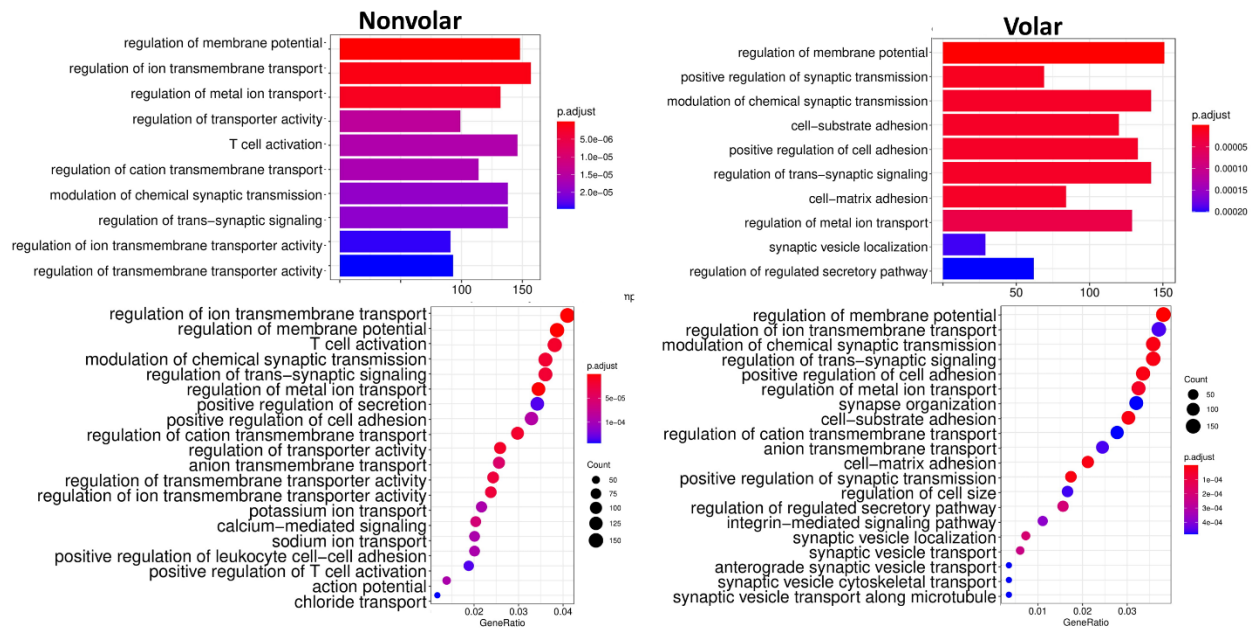 Nonvolar
regulation of membrane potential
regulation of ion transmembrane transport
regulation of metal ion transport
regulation of transporter activity
T cell activation
regulation of cation transmembrane transport
modulation of chemical synaptic transmission
regulation of trans−synaptic signaling
regulation of ion transmembrane transporter activity
regulation of transmembrane transporter activity
100
150
p.adjust
5.0e−06
1.0e−05
1.5e−05
2.0e−05
Volar
regulation of membrane potential
positive regulation of synaptic transmission
modulation of chemical synaptic transmission
cell−substrate adhesion
positive regulation of cell adhesion
regulation of trans−synaptic signaling
cell−matrix adhesion
regulation of metal ion transport
synaptic vesicle localization
regulation of regulated secretory pathway
50
100
150
p.adjust
0.00005
0.00010
0.00015
0.00020
regulation of ion transmembrane transport
regulation of membrane potential
T cell activation
modulation of chemical synaptic transmission
regulation of trans−synaptic signaling
regulation of metal ion transport
positive regulation of secretion
positive regulation of cell adhesion
regulation of cation transmembrane transport
regulation of transporter activity
anion transmembrane transport
regulation of transmembrane transporter activity
regulation of ion transmembrane transporter activity
potassium ion transport
calcium−mediated signaling
sodium ion transport
positive regulation of leukocyte cell−cell adhesion
positive regulation of T cell activation
action potential
chloride transport
0.02
0.03
0.04
GeneRatio
p.adjust
5e−05
1e−04
Count
50
75
100
125
150
regulation of membrane potential
regulation of ion transmembrane transport
modulation of chemical synaptic transmission
regulation of trans−synaptic signaling
positive regulation of cell adhesion
regulation of metal ion transport
synapse organization
cell−substrate adhesion
regulation of cation transmembrane transport
anion transmembrane transport
cell−matrix adhesion
positive regulation of synaptic transmission
regulation of cell size
regulation of regulated secretory pathway
integrin−mediated signaling pathway
synaptic vesicle localization
synaptic vesicle transport
anterograde synaptic vesicle transport
synaptic vesicle cytoskeletal transport
synaptic vesicle transport along microtubule
0.01
0.02
0.03
GeneRatio
Count
50
100
150
p.adjust
1e−04
2e−04
3e−04
4e−04